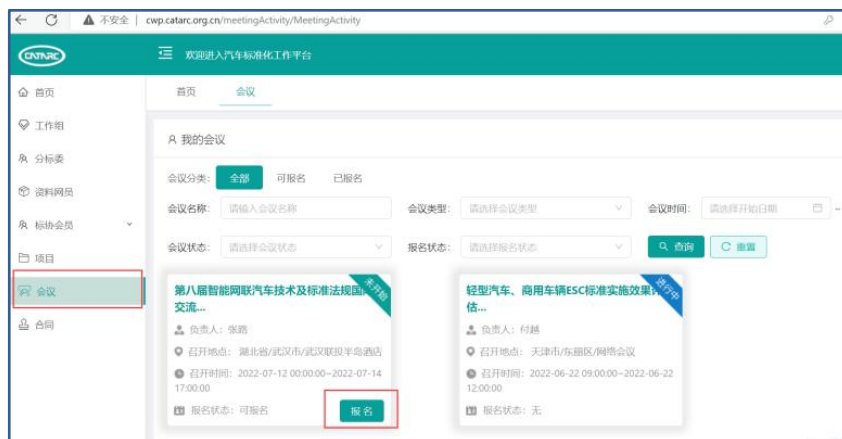 不安全 | cwp.catarc.org.cn/meetingActivity/MeetingActivity
CATARC
欢迎进入汽车标准化工作平台
首页
工作组
分标委
资料网员
标协会员
项目
会议
合同
首页 会议
我的会议
会议分类: 全部 可报名 已报名
会议名称: 请输入会议名称 会议类型: 请选择会议类型 会议时间: 请选择开始日期 -
会议状态: 请选择会议状态 报名状态: 请选择报名状态 查询 重置
第八届智能网联汽车技术及标准法规国
交流...
未开始
负责人: 张路
召开地点: 湖北省/武汉市/武汉联投半岛酒店
召开时间: 2022-07-12 00:00:00~2022-07-14
17:00:00
报名状态: 可报名 报名
轻型汽车、商用车辆ESC标准实施效果
估...
进行中
负责人: 付越
召开地点: 天津市/东丽区/网络会议
召开时间: 2022-06-22 09:00:00~2022-06-22
12:00:00
报名状态: 无